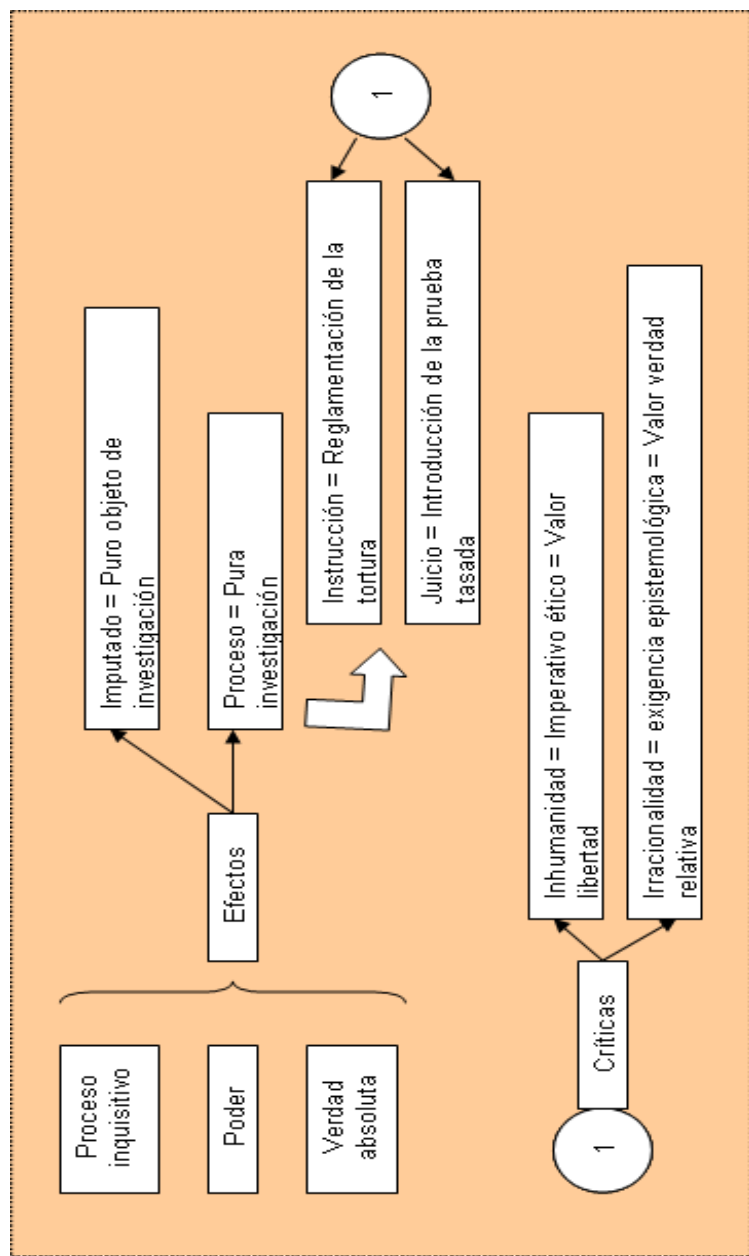 Proceso
inquisitivo
Poder
Verdad
absoluta
Efectos
Imputado = Puro objeto de
investigación
Proceso = Pura
investigación
Instrucción = Reglamentación de la
tortura
Juicio = Introducción de la prueba
tasada
1
1
Críticas
Inhumanidad = Imperativo ético = Valor
libertad
Irracionalidad = exigencia epistemológica = Valor verdad
relativa